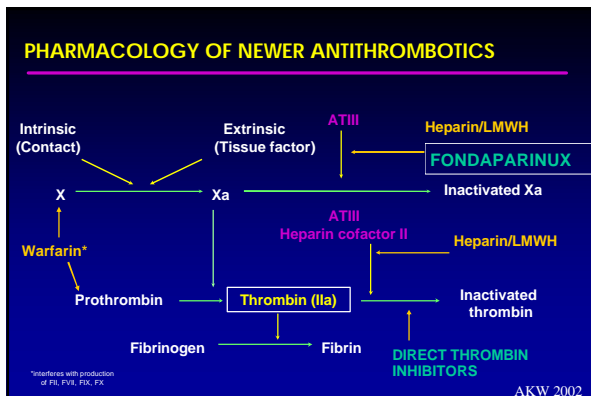 PHARMACOLOGY OF NEWER ANTITHROMBOTICS
Intrinsic
(Contact)
Extrinsic
(Tissue factor)
ATIII
Heparin/LMWH
FONDAPARINUX
X
Xa
Inactivated Xa
ATIII
Heparin cofactor II
Heparin/LMWH
Warfarin*
Prothrombin
Thrombin (IIa)
Inactivated
thrombin
Fibrinogen
Fibrin
DIRECT THROMBIN
INHIBITORS
*interferes with production
of FII, FVII, FIX, FX
AKW 2002